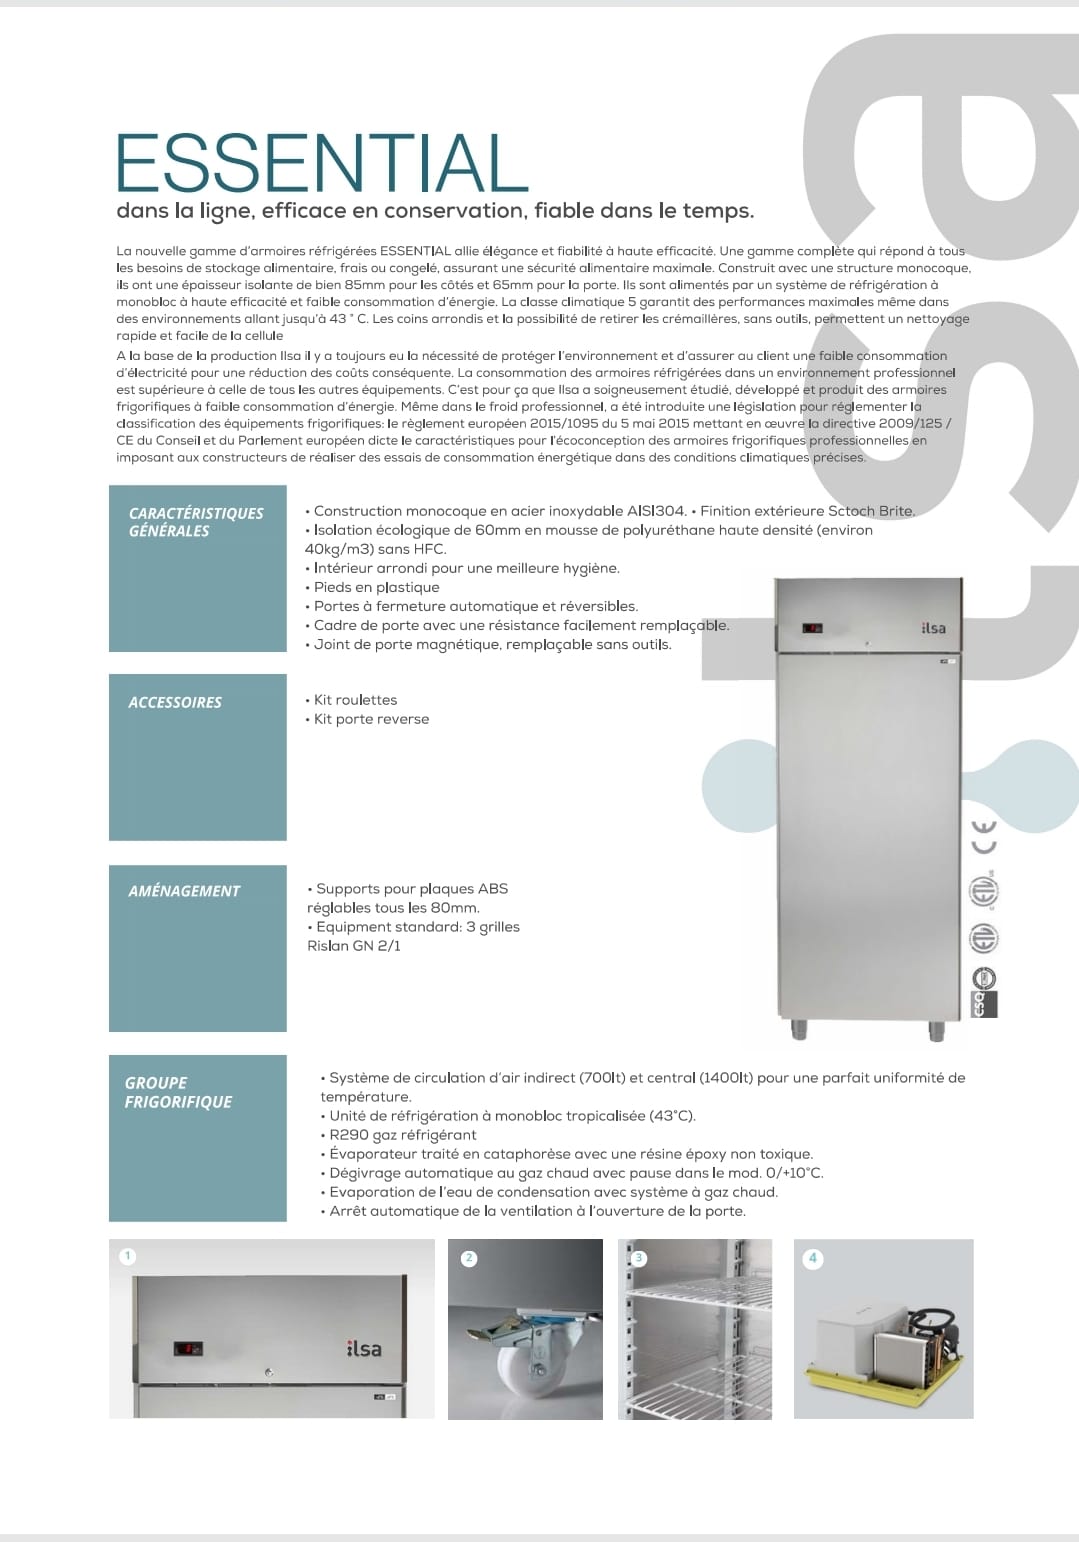 ESSENTIAL
dans la ligne, efficace en conservation, fiable dans le temps.
La nouvelle gamme d'armoires réfrigérées ESSENTIAL allie élégance et fiabilité à haute efficacité. Une gamme complète qui répond à tous
les besoins de stockage alimentaire, frais ou congelé, assurant une sécurité alimentaire maximale. Construit avec une structure monocoque,
ils ont une épaisseur isolante de bien 85mm pour les côtés et 65mm pour la porte. Ils sont alimentés par un système de réfrigération à
monobloc à haute efficacité et faible consommation d'énergie. La classe climatique 5 garantit des performances maximales même dans
des environnements allant jusqu'à 43 ° C. Les coins arrondis et la possibilité de retirer les crémaillères, sans outils, permettent un nettoyage
rapide et facile de la cellule
A la base de la production Ilsa il y a toujours eu la nécessité de protéger l'environnement et d'assurer au client une faible consommation
d'électricité pour une réduction des coûts conséquente. La consommation des armoires réfrigérées dans un environnement professionnel
est supérieure à celle de tous les autres équipements. C'est pour ça que Ilsa a soigneusement étudié, développé et produit des armoires
frigorifiques à faible consommation d'énergie. Même dans le froid professionnel, a été introduite une législation pour réglementer la
classification des équipements frigorifiques: le règlement européen 2015/1095 du 5 mai 2015 mettant en œuvre la directive 2009/125 /
CE du Conseil et du Parlement européen dicte le caractéristiques pour l'écoconception des armoires frigorifiques professionnelles en
imposant aux constructeurs de réaliser des essais de consommation énergétique dans des conditions climatiques précises.
CARACTÉRISTIQUES
GÉNÉRALES
• Construction monocoque en acier inoxydable AISI304. • Finition extérieure Sctoch Brite.
• Isolation écologique de 60mm en mousse de polyuréthane haute densité (environ
40kg/m3) sans HFC.
• Intérieur arrondi pour une meilleure hygiène.
• Pieds en plastique
• Portes à fermeture automatique et réversibles.
• Cadre de porte avec une résistance facilement remplaçable.
• Joint de porte magnétique, remplaçable sans outils.
ilsa
ACCESSOIRES
• Kit roulettes
• Kit porte reverse
AMÉNAGEMENT
• Supports pour plaques ABS
réglables tous les 80mm.
• Equipment standard: 3 grilles
Rislan GN 2/1
CE
ETL
ETL
CSQ
GROUPE
FRIGORIFIQUE
• Système de circulation d'air indirect (700lt) et central (1400lt) pour une parfait uniformité de
température.
• Unité de réfrigération à monobloc tropicalisée (43°C).
• R290 gaz réfrigérant
• Évaporateur traité en cataphorèse avec une résine époxy non toxique.
• Dégivrage automatique au gaz chaud avec pause dans le mod. 0/+10°C.
• Evaporation de l'eau de condensation avec système à gaz chaud.
• Arrêt automatique de la ventilation à l'ouverture de la porte.
1
2
3
4
ilsa